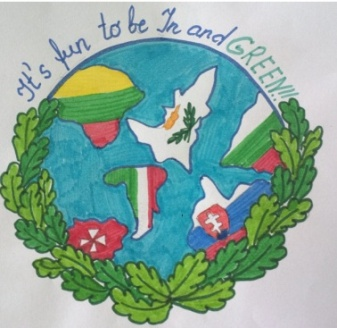 It's fun to be In and GREEN!!